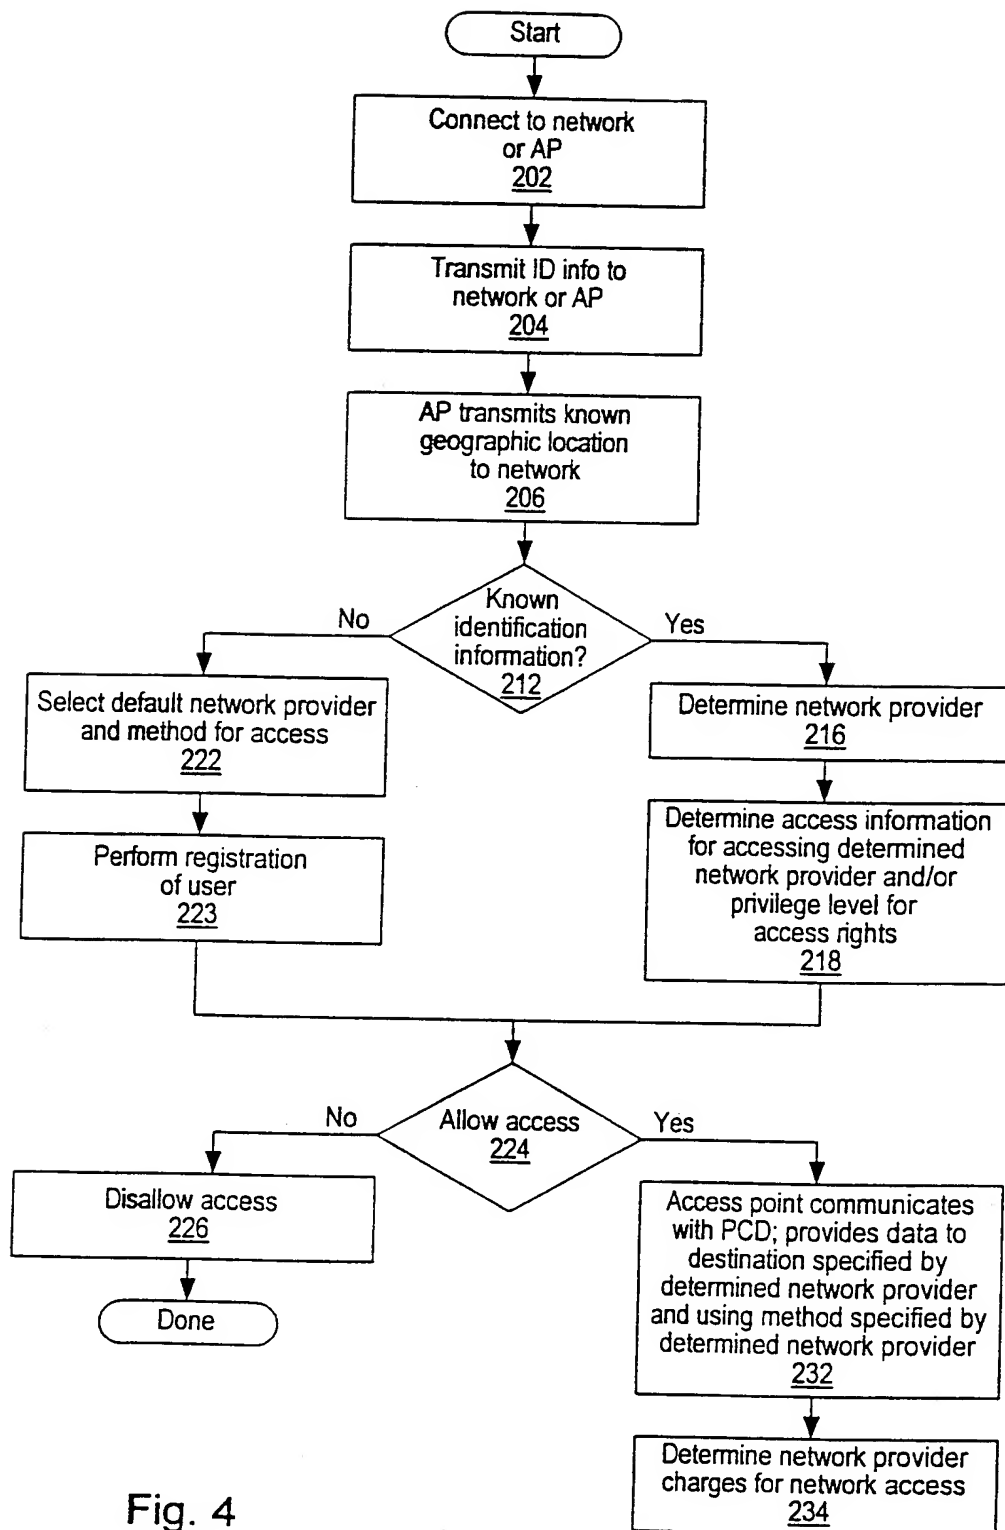 Start
Connect to network
or AP
202
Transmit ID info to
network or AP
204
AP transmits known
geographic location
to network
206
Known
identification
information?
212
No
Yes
Select default network provider
and method for access
222
Determine network provider
216
Perform registration
of user
223
Determine access information
for accessing determined
network provider and/or
privilege level for
access rights
218
Allow access
224
No
Yes
Disallow access
226
Done
Access point communicates
with PCD; provides data to
destination specified by
determined network provider
and using method specified by
determined network provider
232
Determine network provider
charges for network access
234
Fig. 4